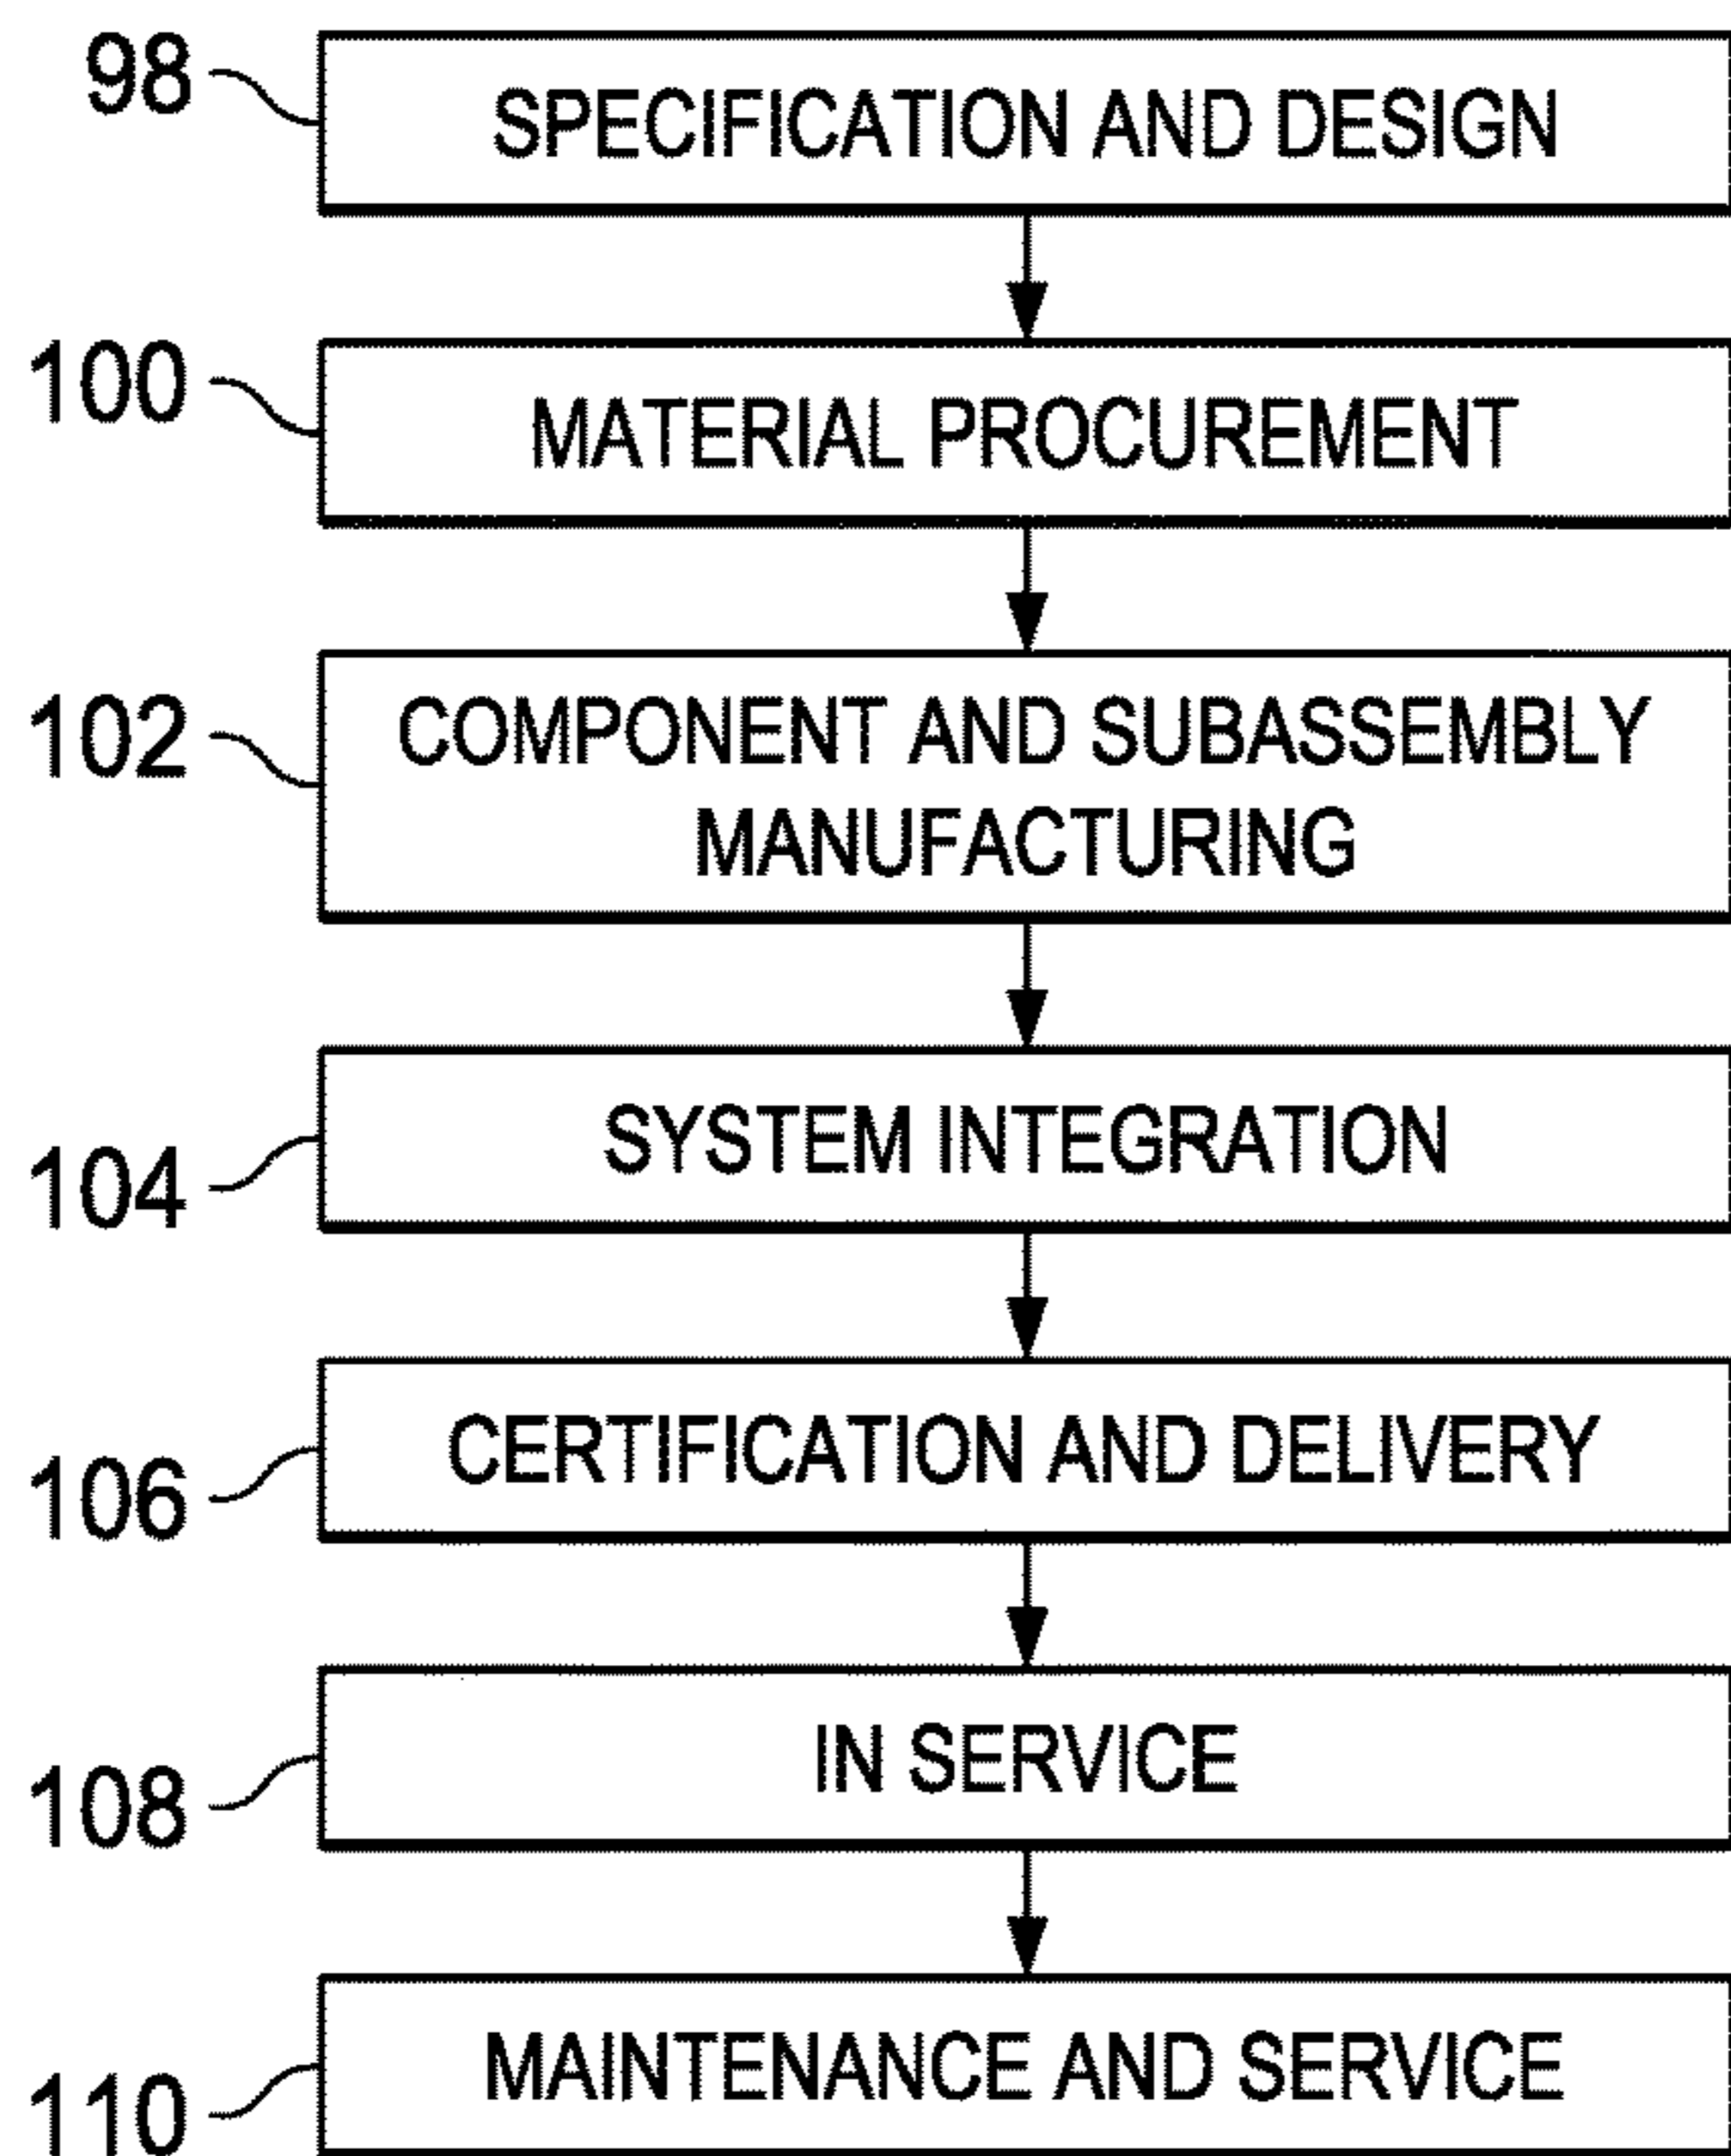 98
SPECIFICATION AND DESIGN
100
MATERIAL PROCUREMENT
102
COMPONENT AND SUBASSEMBLY
MANUFACTURING
104
SYSTEM INTEGRATION
106
CERTIFICATION AND DELIVERY
108
IN SERVICE
110
MAINTENANCE AND SERVICE